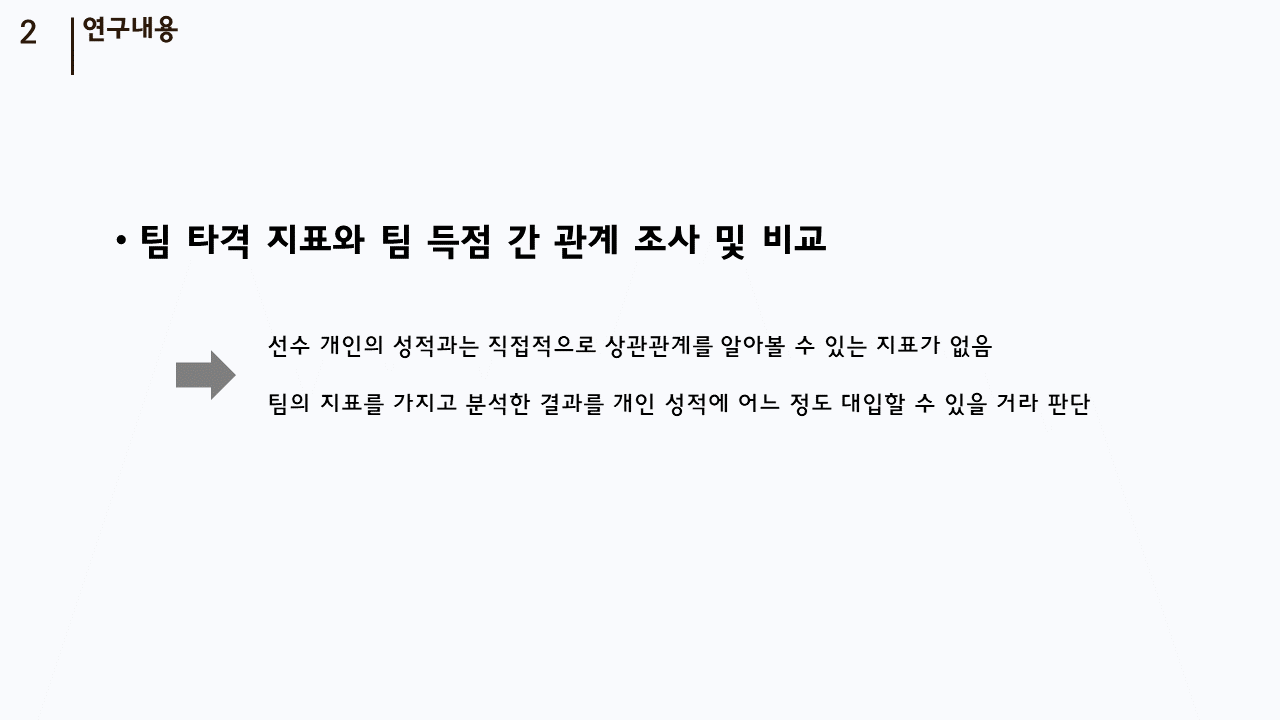 2
연구내용
• 팀 타격 지표와 팀 득점 간 관계 조사 및 비교
선수 개인의 성적과는 직접적으로 상관관계를 알아볼 수 있는 지표가 없음
팀의 지표를 가지고 분석한 결과를 개인 성적에 어느 정도 대입할 수 있을 거라 판단